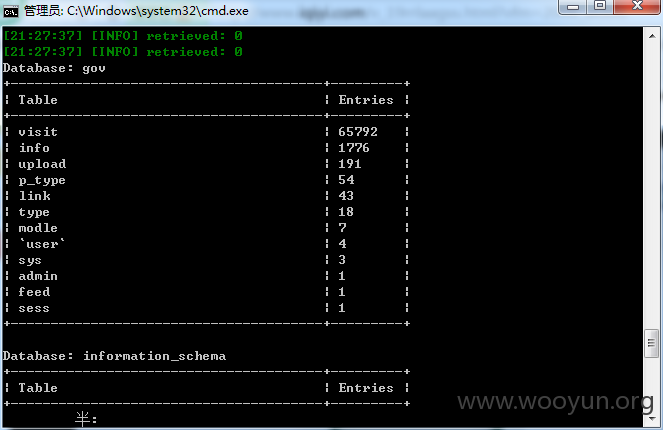 管理员: C:\Windows\system32\cmd.exe
[21:27:37] [INFO] retrieved: 0
[21:27:37] [INFO] retrieved: 0
Database: gov
Table Entries
visit 65792
info 1776
upload 191
p_type 54
link 43
type 18
modle 7
`user` 4
sys 3
admin 1
feed 1
sess 1
Database: information_schema
Table Entries
半:
www.wooyun.org